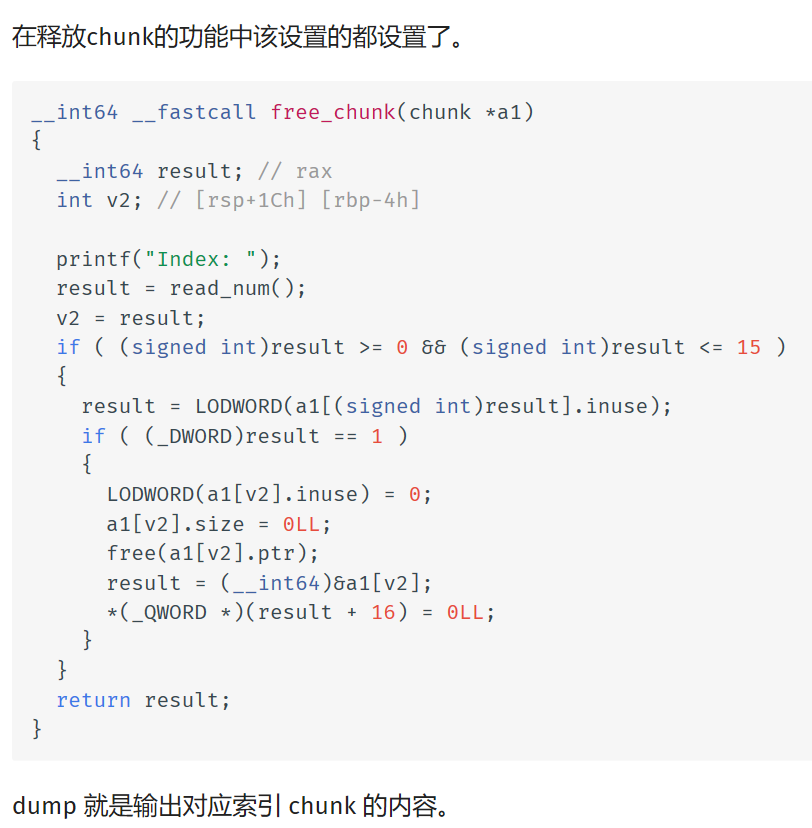 在释放chunk的功能中该设置的都设置了。
__int64 __fastcall free_chunk(chunk *a1)
{
  __int64 result; // rax
  int v2; // [rsp+1Ch] [rbp-4h]

  printf("Index: ");
  result = read_num();
  v2 = result;
  if ( (signed int)result >= 0 && (signed int)result <= 15 )
  {
    result = LODWORD(a1[(signed int)result].inuse);
    if ( (_DWORD)result == 1 )
    {
      LODWORD(a1[v2].inuse) = 0;
      a1[v2].size = 0LL;
      free(a1[v2].ptr);
      result = (__int64)&a1[v2];
      *(_QWORD *)(result + 16) = 0LL;
    }
  }
  return result;
}
dump 就是输出对应索引 chunk 的内容。